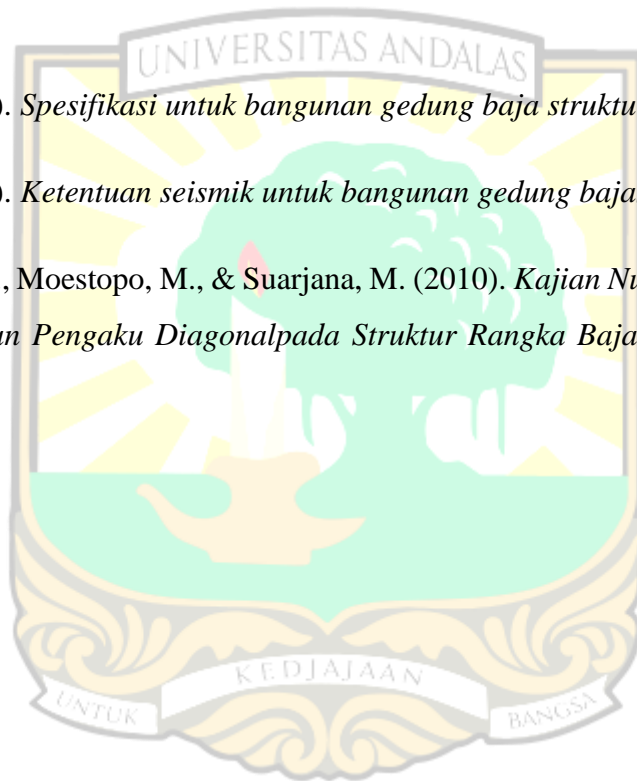 UNIVERSITAS ANDALAS
). Spesifikasi untuk bangunan gedung baja struktu
). Ketentuan seismik untuk bangunan gedung baja
., Moestopo, M., & Suarjana, M. (2010). Kajian Nu
an Pengaku Diagonalpada Struktur Rangka Baja
KEDJAJAAN
UNTUK BANGSA